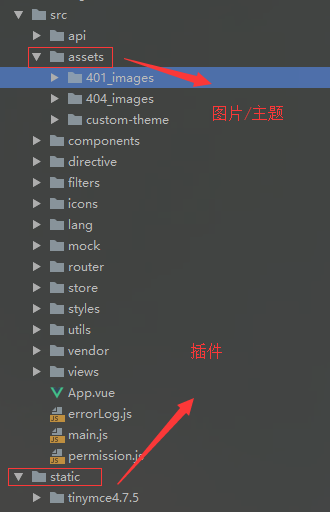 src
api
assets
401_images
404_images
图片/主题
custom-theme
components
directive
filters
icons
lang
mock
router
store
styles
utils
vendor
插件
views
App.vue
errorLog.js
main.js
permission.js
static
tinymce4.7.5